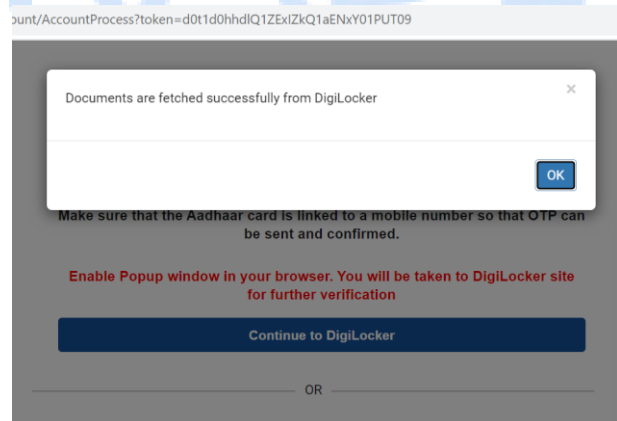 ount/AccountProcess?token=d0t1d0hhdlQ1ZExIZkQ1aENxY01PUT09
Documents are fetched successfully from DigiLocker
×
OK
Make sure that the Aadhaar card is linked to a mobile number so that OTP can
be sent and confirmed.
Enable Popup window in your browser. You will be taken to DigiLocker site
for further verification
Continue to DigiLocker
OR